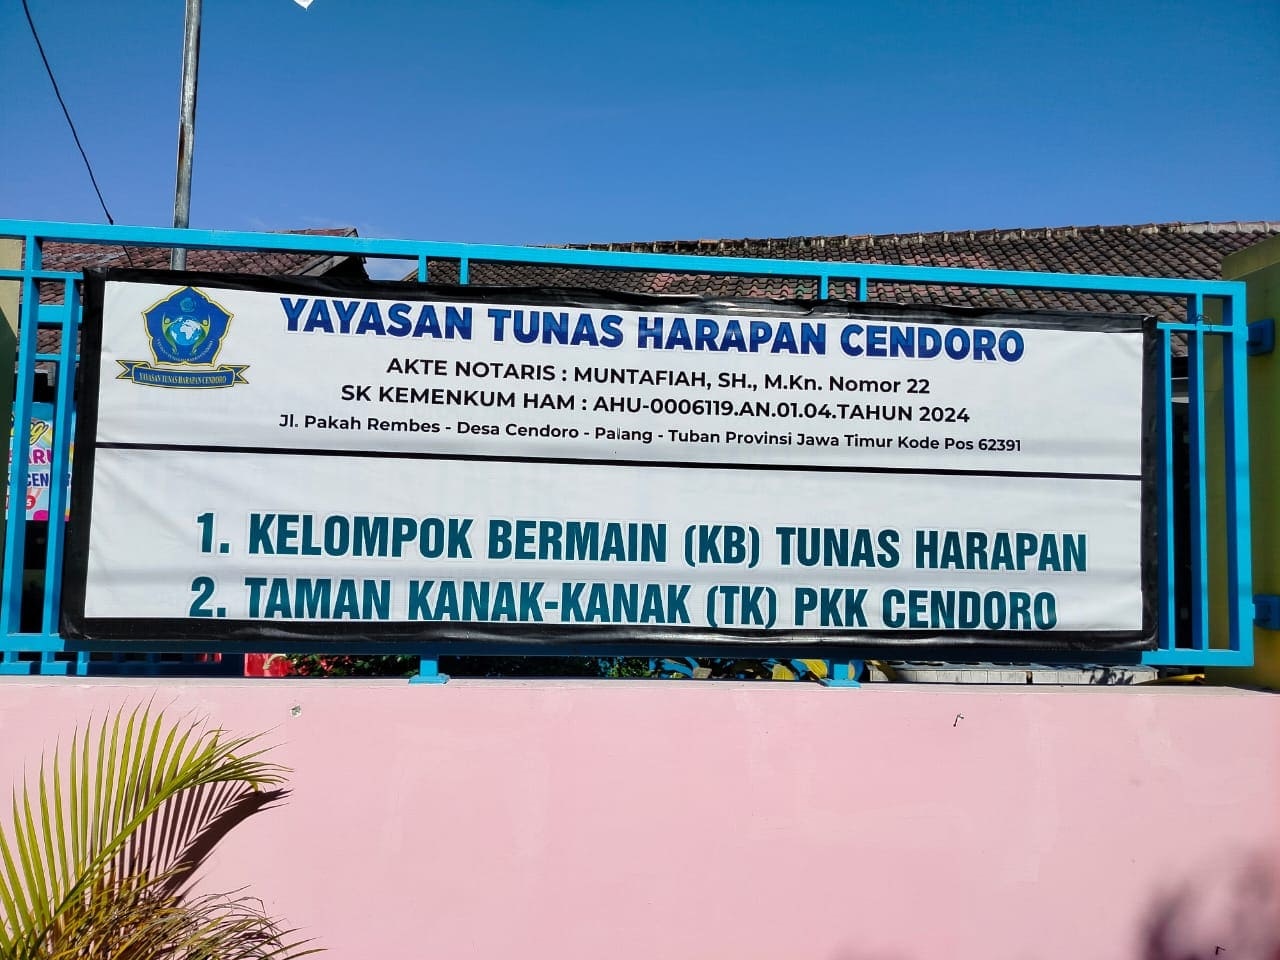 YAYASAN TUNAS HARAPAN CENDORO
AKTE NOTARIS : MUNTAFIAH, SH., M.Kn. Nomor 22
SK KEMENKUM HAM : AHU-0006119.AN.01.04.TAHUN 2024
Jl. Pakah Rembes - Desa Cendoro - Palang - Tuban Provinsi Jawa Timur Kode Pos 62391
YAYASAN TUNAS HARAPAN CENDORO
1. KELOMPOK BERMAIN (KB) TUNAS HARAPAN
2. TAMAN KANAK-KANAK (TK) PKK CENDORO